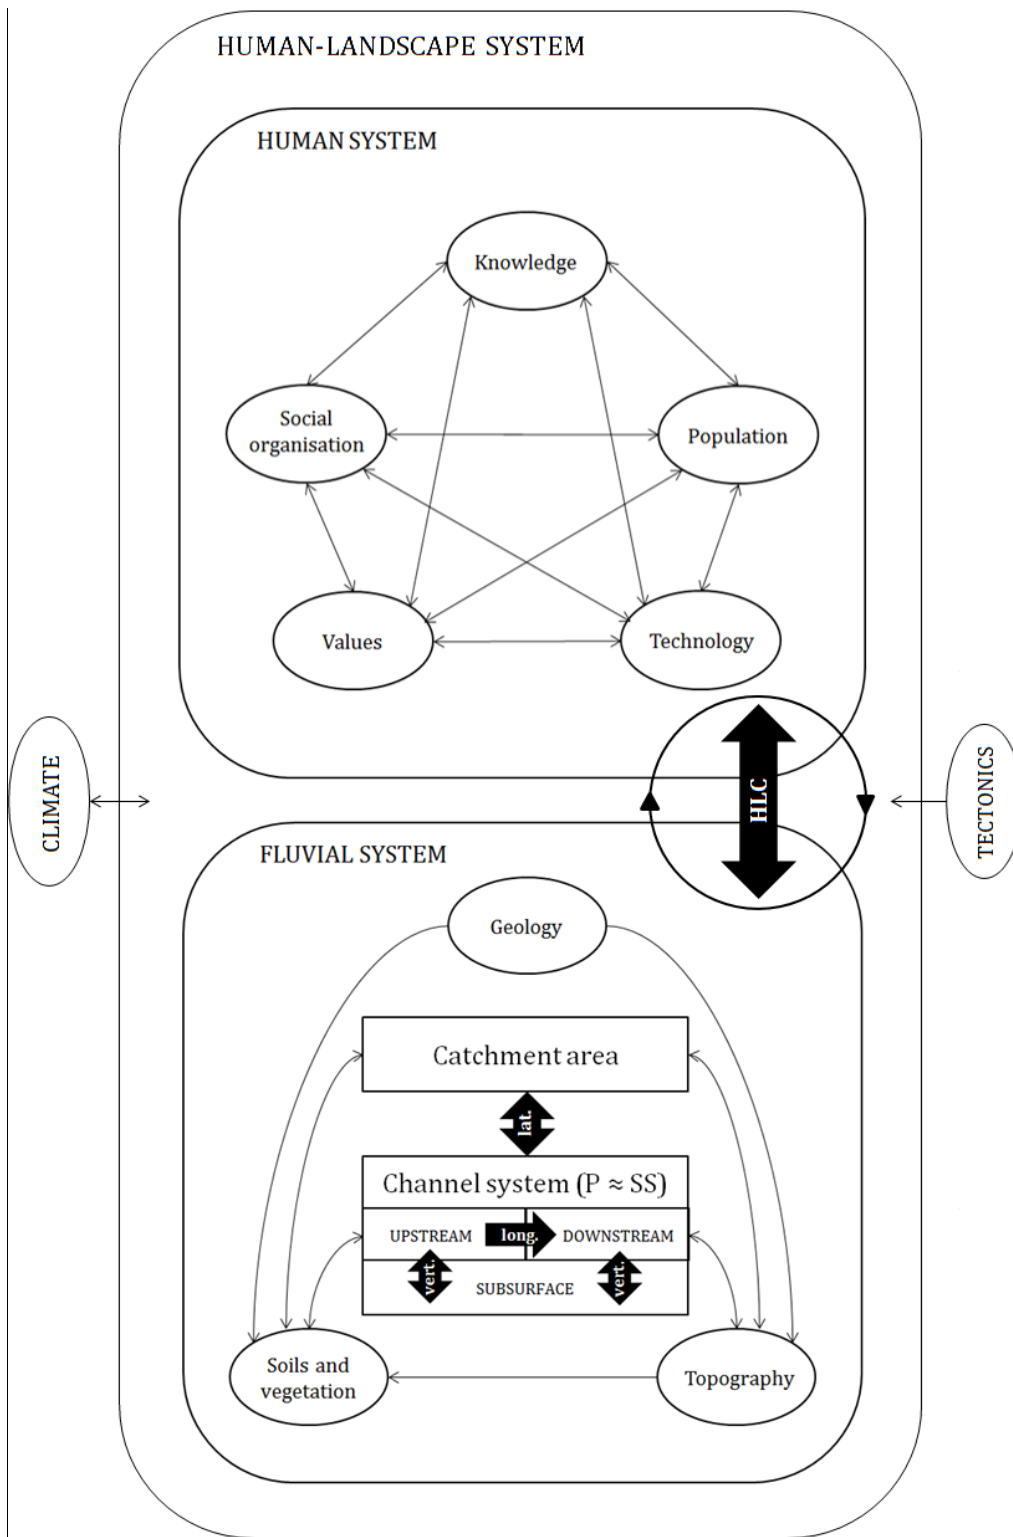 HUMAN-LANDSCAPE SYSTEM
HUMAN SYSTEM
Knowledge
Social
organisation
Population
Values
Technology
CLIMATE
HLC
TECTONICS
FLUVIAL SYSTEM
Geology
Catchment area
lat.
Channel system (P ≈ SS)
UPSTREAM
long.
DOWNSTREAM
vert.
SUBSURFACE
vert.
Soils and
vegetation
Topography